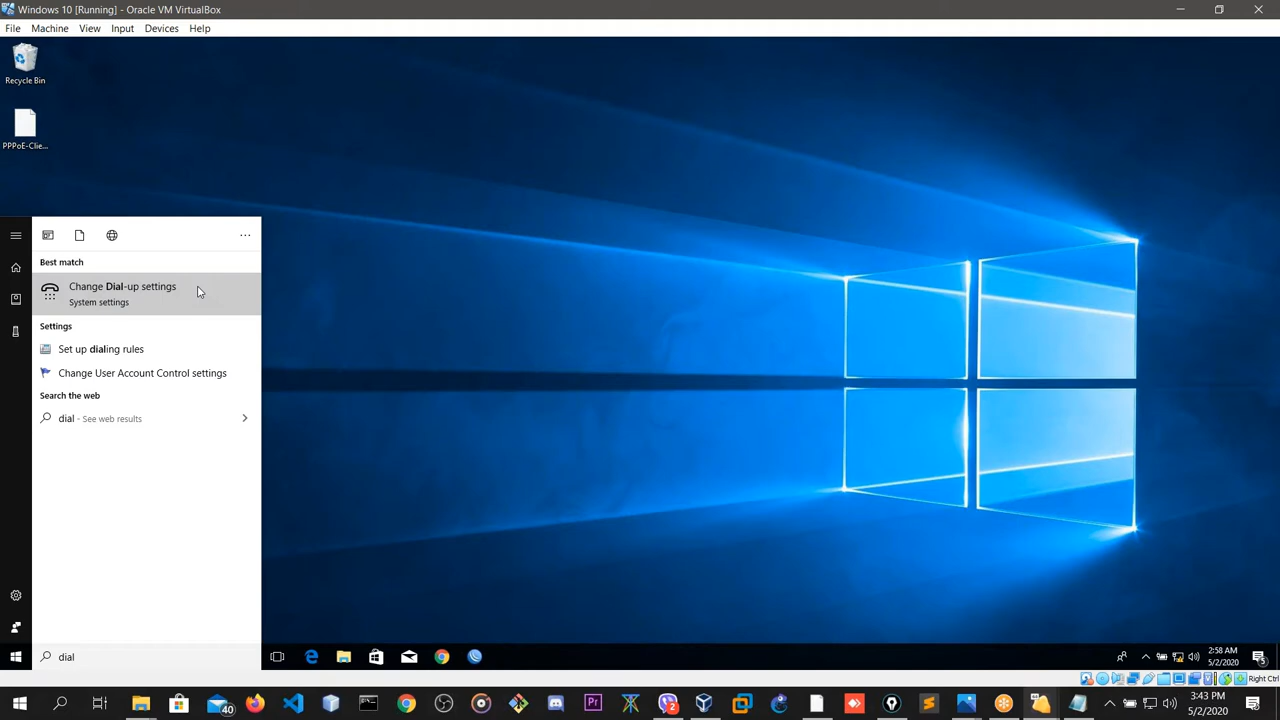 Windows 10 [Running] - Oracle VM VirtualBox
File Machine View Input Devices Help
Recycle Bin
PPPoE-Clie...
Best match
Change Dial-up settings
System settings
Settings
Set up dialing rules
Change User Account Control settings
Search the web
dial - See web results
dial
2:58 AM
5/2/2020
Right Ctrl
40
Pr
2
3:43 PM
5/2/2020